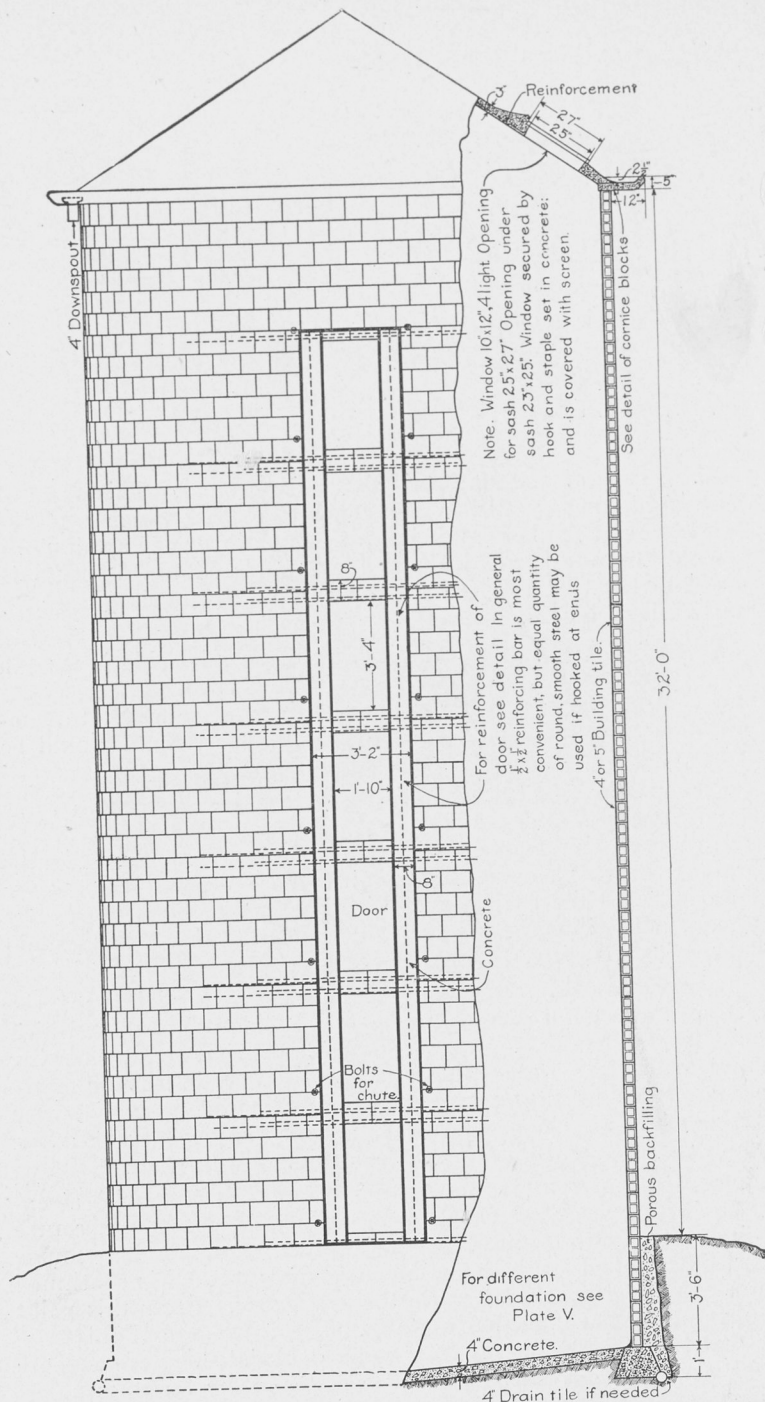 3"
Reinforcement
27"
25"
2½"
5"
12"
4" Downspout
Note. Window 10"x12", 4 light. Opening
for sash 25"x27" Opening under
sash 23"x25". Window secured by
hook and staple set in concrete:
and is covered with screen.
See detail of cornice blocks
8"
3'-4"
For reinforcement of
door see detail In general
½"x½" reinforcing bar is most
convenient, but equal quantity
of round, smooth steel may be
used if hooked at ends
4" or 5" Building tile.
32'-0"
3'-2"
1'-10"
8"
Door
Concrete
Bolts
for
chute.
Porous backfilling
For different
foundation see
Plate V.
3'-6"
4" Concrete.
1'
4" Drain tile if needed